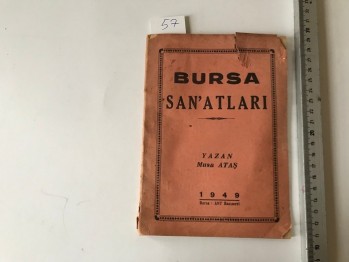 57
BURSA
SAN'ATLARI
YAZAN
Musa ATAŞ
1949